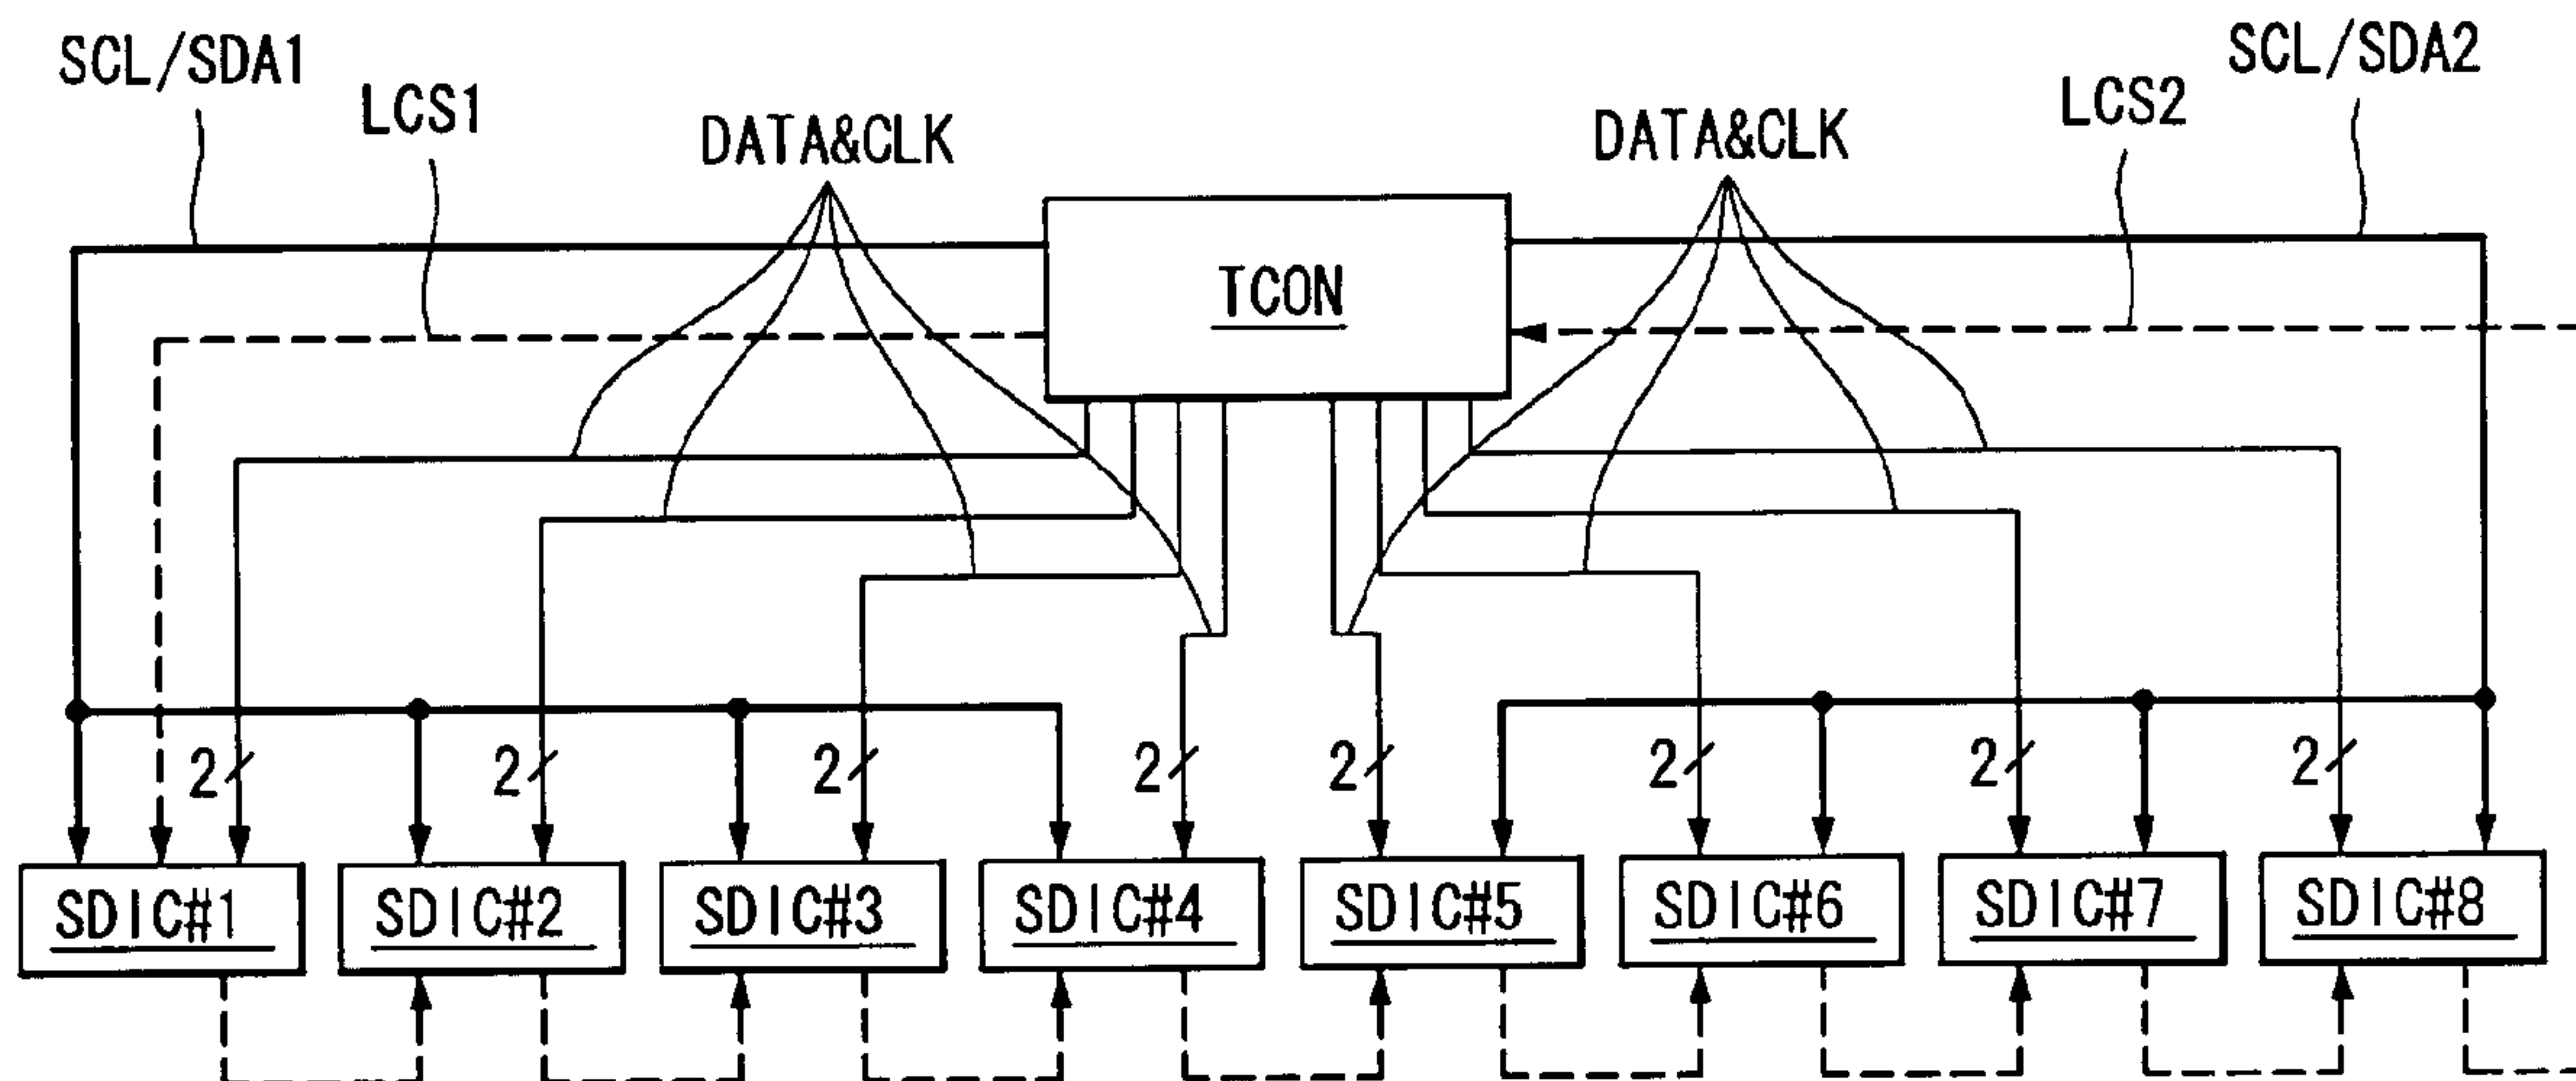 SCL/SDA1
LCS1
DATA&CLK
DATA&CLK
LCS2
SCL/SDA2
TCON
2
2
2
2
2
2
2
2
SDIC#1
SDIC#2
SDIC#3
SDIC#4
SDIC#5
SDIC#6
SDIC#7
SDIC#8